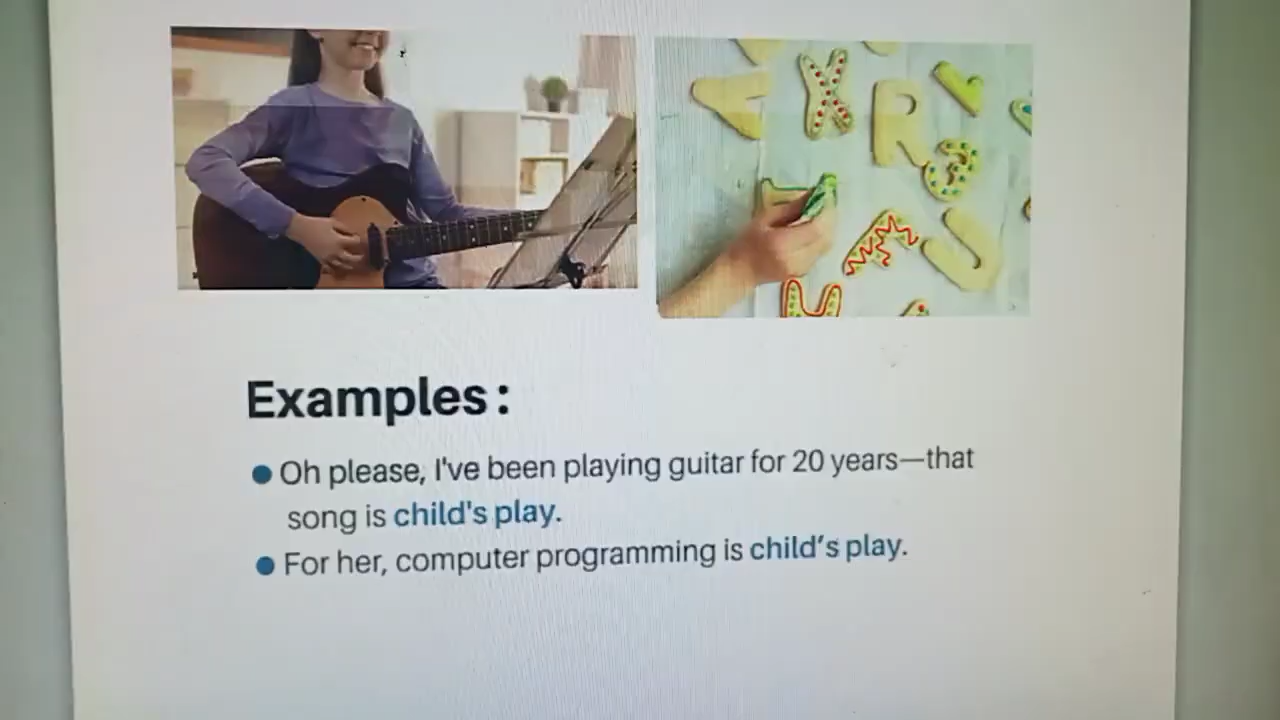 Examples:
Oh please, I've been playing guitar for 20 years—that
song is child's play.
For her, computer programming is child's play.